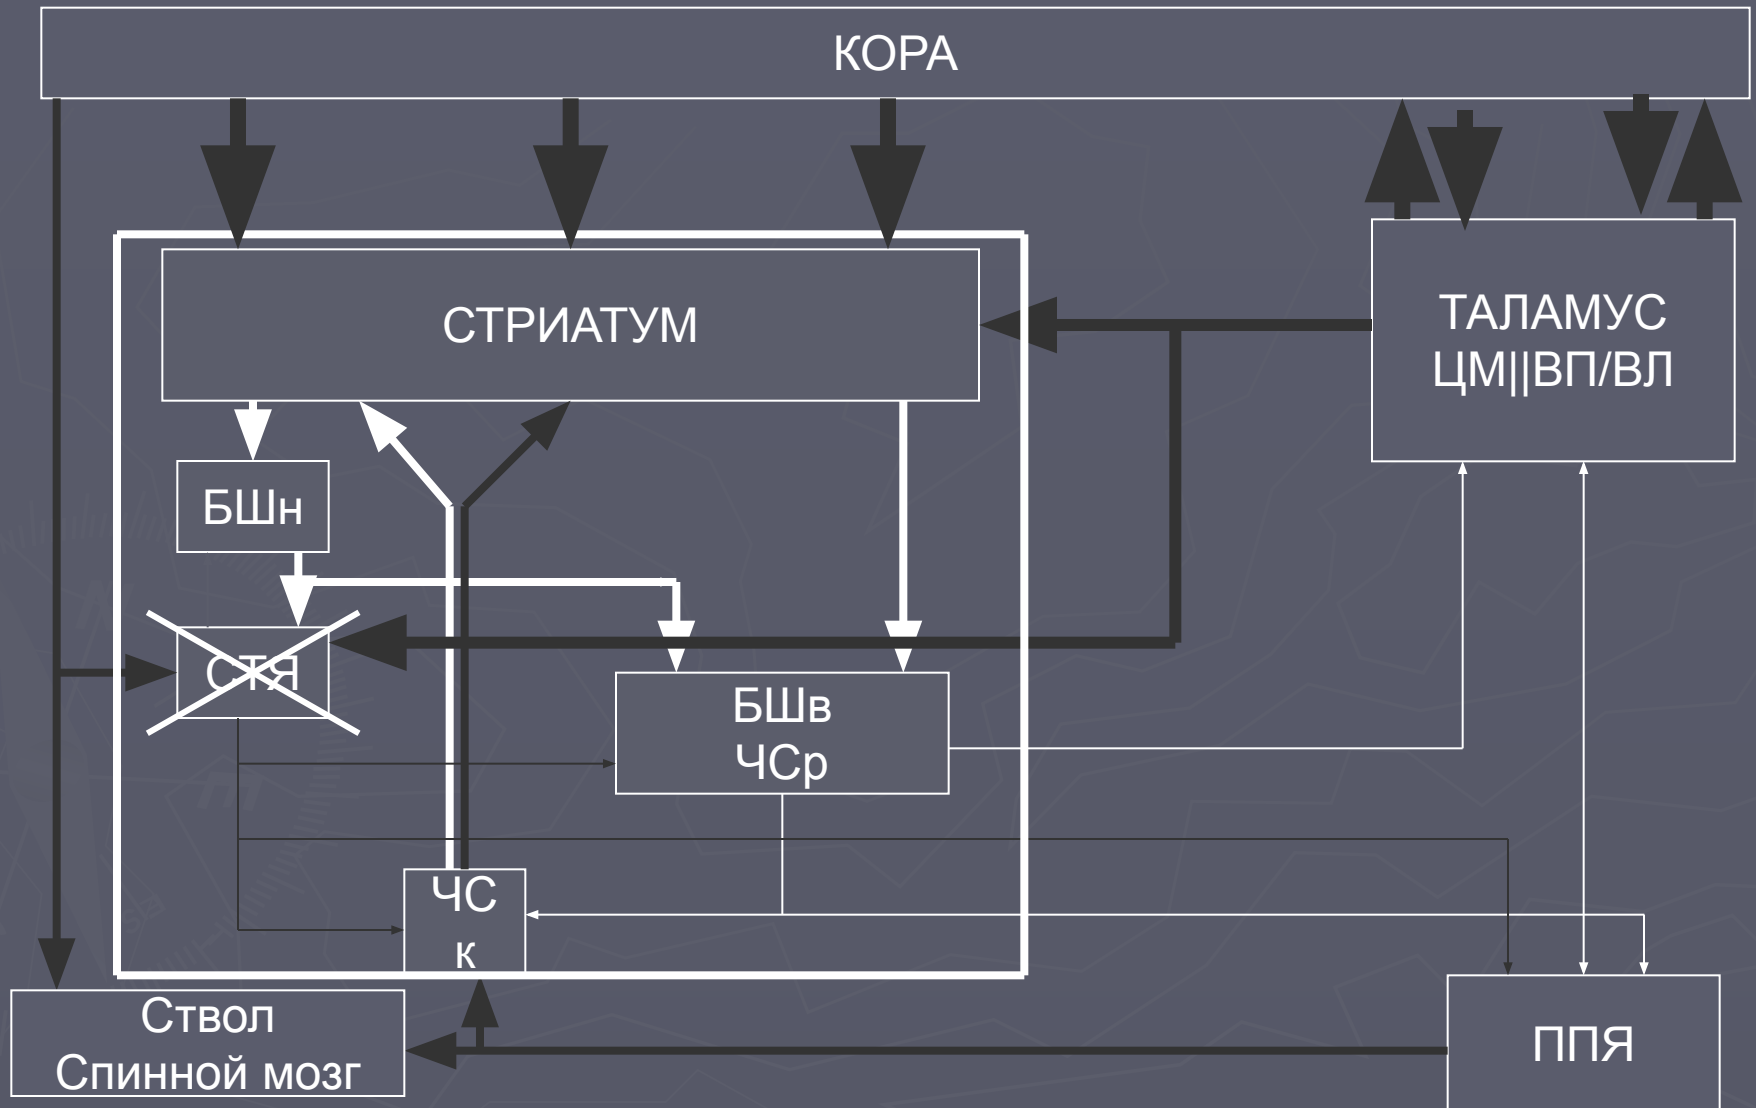 КОРА
СТРИАТУМ
ТАЛАМУС
ЦМ||ВП/ВЛ
БШн
СТЯ
БШв
ЧСр
ЧС
к
Ствол
Спинной мозг
ППЯ